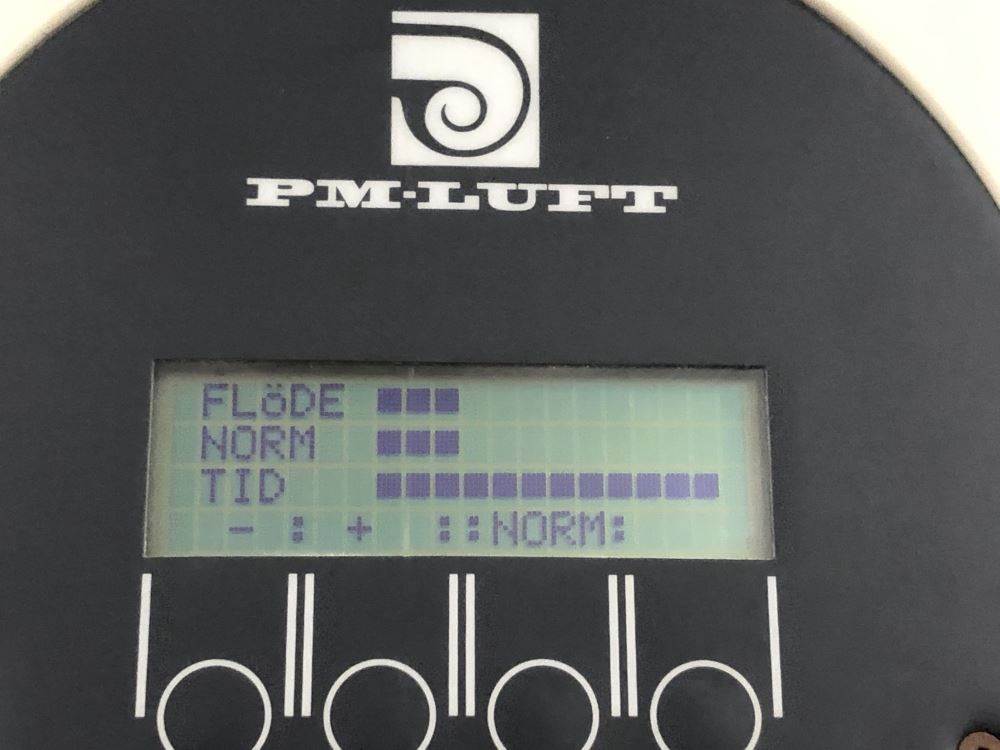 PM-LUFT
FLöDE
NORM
TID
- : + ::NORM: